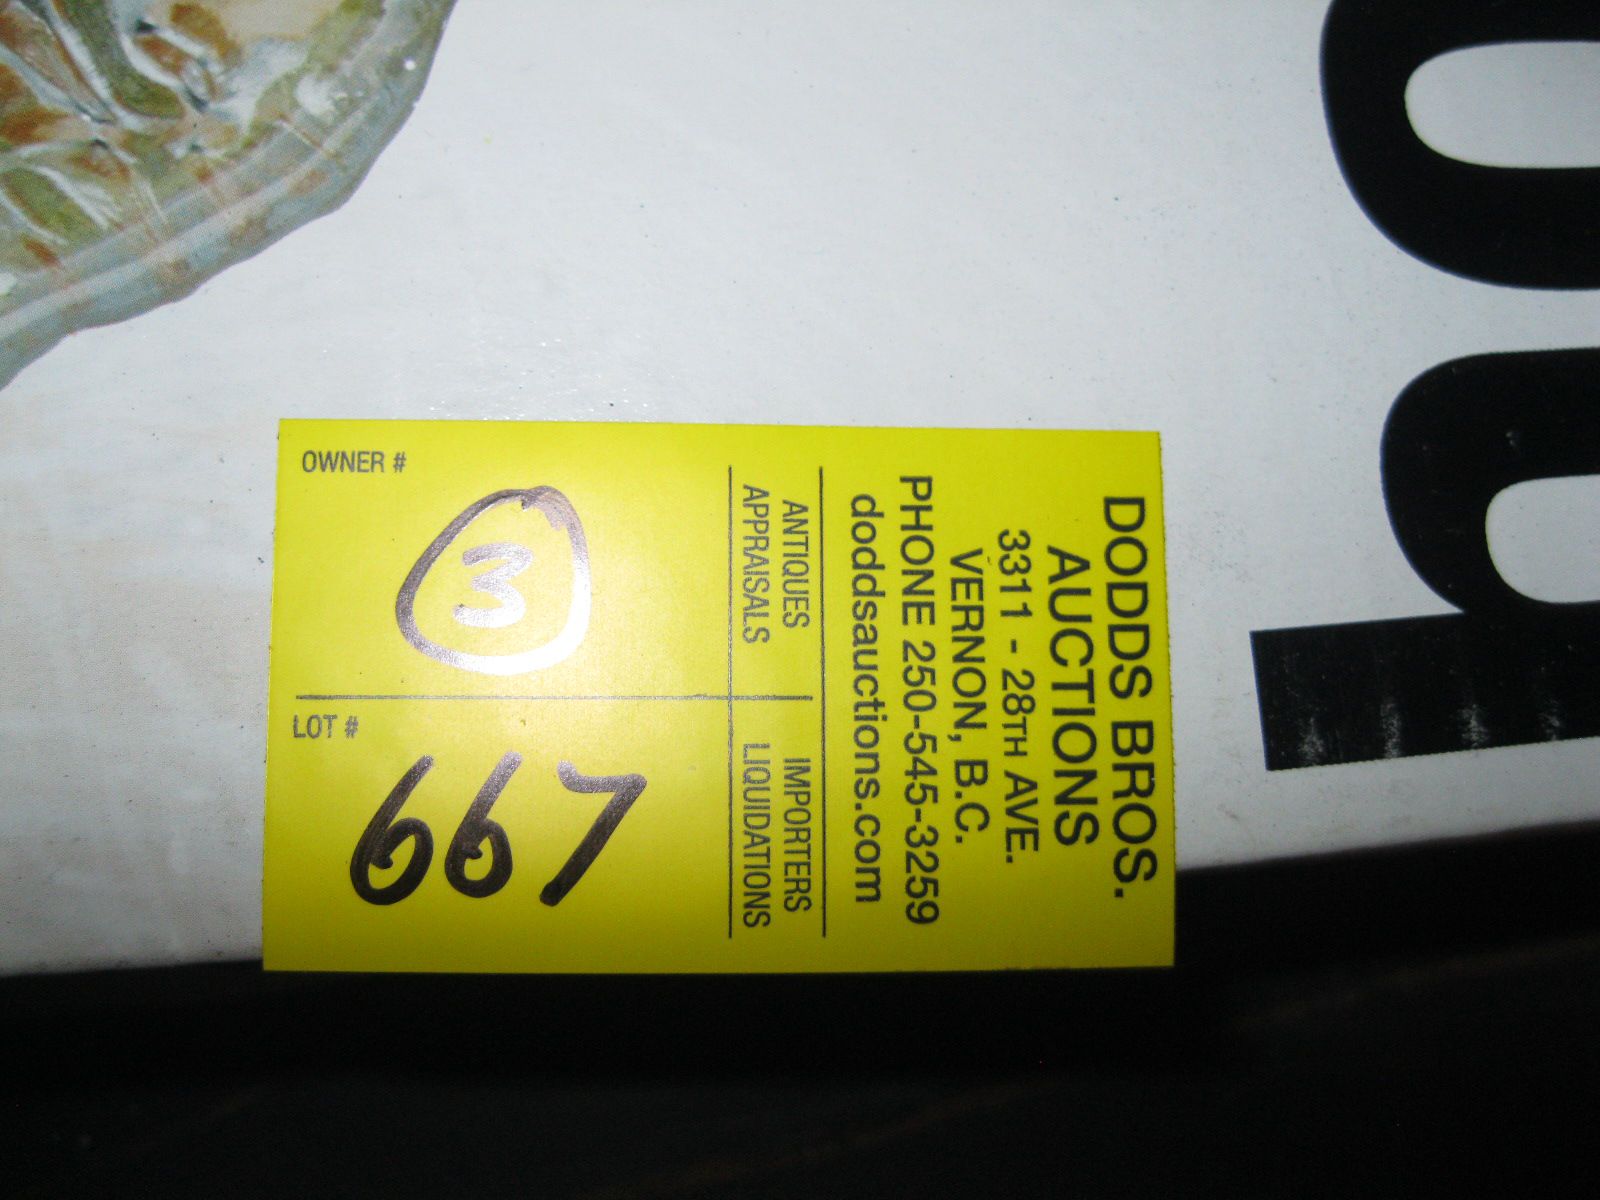 DODDS BROS.
AUCTIONS
3311 - 28TH AVE.
VERNON, B.C.
PHONE 250-545-3259
doddsauctions.com
ANTIQUES
APPRAISALS
IMPORTERS
LIQUIDATIONS
OWNER #
3
LOT #
667